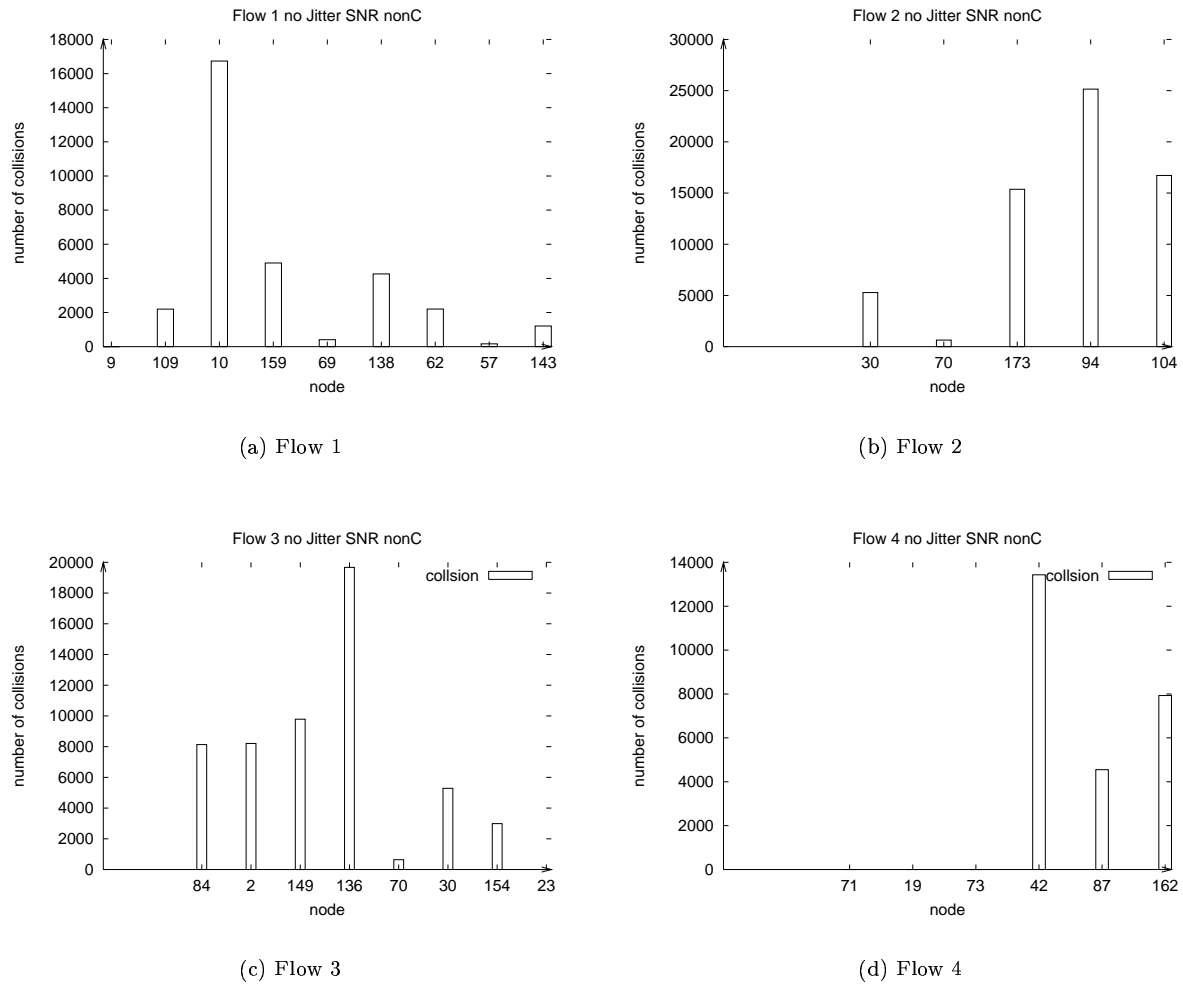 Flow 1 no Jitter SNR nonC
18000
16000
14000
12000
10000
8000
6000
4000
2000
0
number of collisions
9 109 10 159 69 138 62 57 143
node
(a) Flow 1
Flow 2 no Jitter SNR nonC
30000
25000
20000
15000
10000
5000
0
number of collisions
30 70 173 94 104
node
(b) Flow 2
Flow 3 no Jitter SNR nonC
20000
18000
16000
14000
12000
10000
8000
6000
4000
2000
0
number of collisions
collsion
84 2 149 136 70 30 154 23
node
(c) Flow 3
Flow 4 no Jitter SNR nonC
14000
12000
10000
8000
6000
4000
2000
0
number of collisions
collsion
71 19 73 42 87 162
node
(d) Flow 4